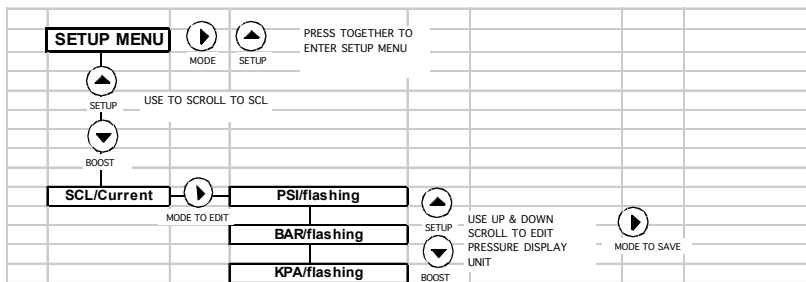 SETUP MENU
MODE
SETUP
PRESS TOGETHER TO
ENTER SETUP MENU
SETUP
USE TO SCROLL TO SCL
BOOST
SCL/Current
MODE TO EDIT
PSI/flashing
BAR/flashing
KPA/flashing
SETUP
BOOST
USE UP & DOWN
SCROLL TO EDIT
PRESSURE DISPLAY
UNIT
MODE TO SAVE